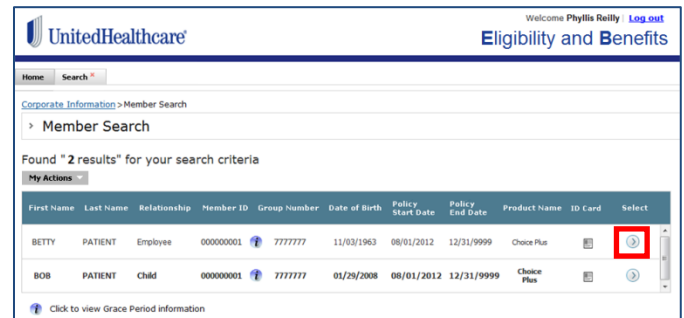 Welcome Phyllis Reilly | Log out
UnitedHealthcare®
Eligibility and Benefits
Home Search ×
Corporate Information > Member Search
› Member Search
Found "2 results" for your search criteria
My Actions
First Name Last Name Relationship Member ID Group Number Date of Birth Policy Start Date Policy End Date Product Name ID Card Select
BETTY PATIENT Employee 000000001 7777777 11/03/1963 08/01/2012 12/31/9999 Choice Plus
BOB PATIENT Child 000000001 7777777 01/29/2008 08/01/2012 12/31/9999 Choice Plus
Click to view Grace Period information